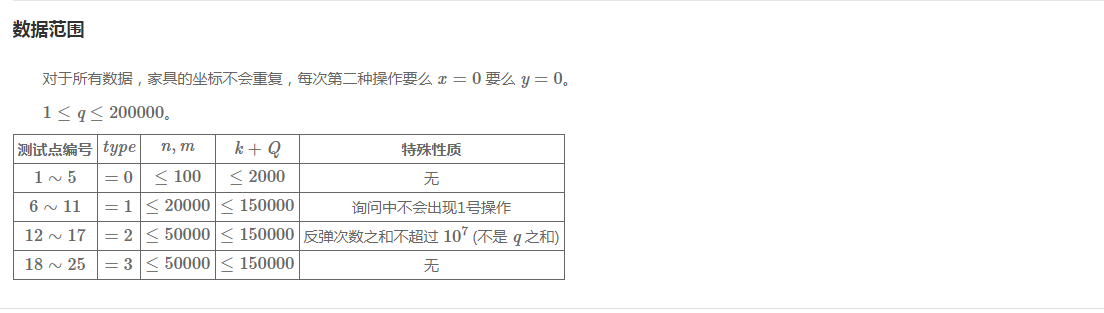 数据范围
对于所有数据，家具的坐标不会重复，每次第二种操作要么 x = 0 要么 y = 0。
1 ≤ q ≤ 200000。
测试点编号 type n, m k + Q 特殊性质
1 ∼ 5 = 0 ≤ 100 ≤ 2000 无
6 ∼ 11 = 1 ≤ 20000 ≤ 150000 询问中不会出现1号操作
12 ∼ 17 = 2 ≤ 50000 ≤ 150000 反弹次数之和不超过 10⁷ (不是 q 之和)
18 ∼ 25 = 3 ≤ 50000 ≤ 150000 无